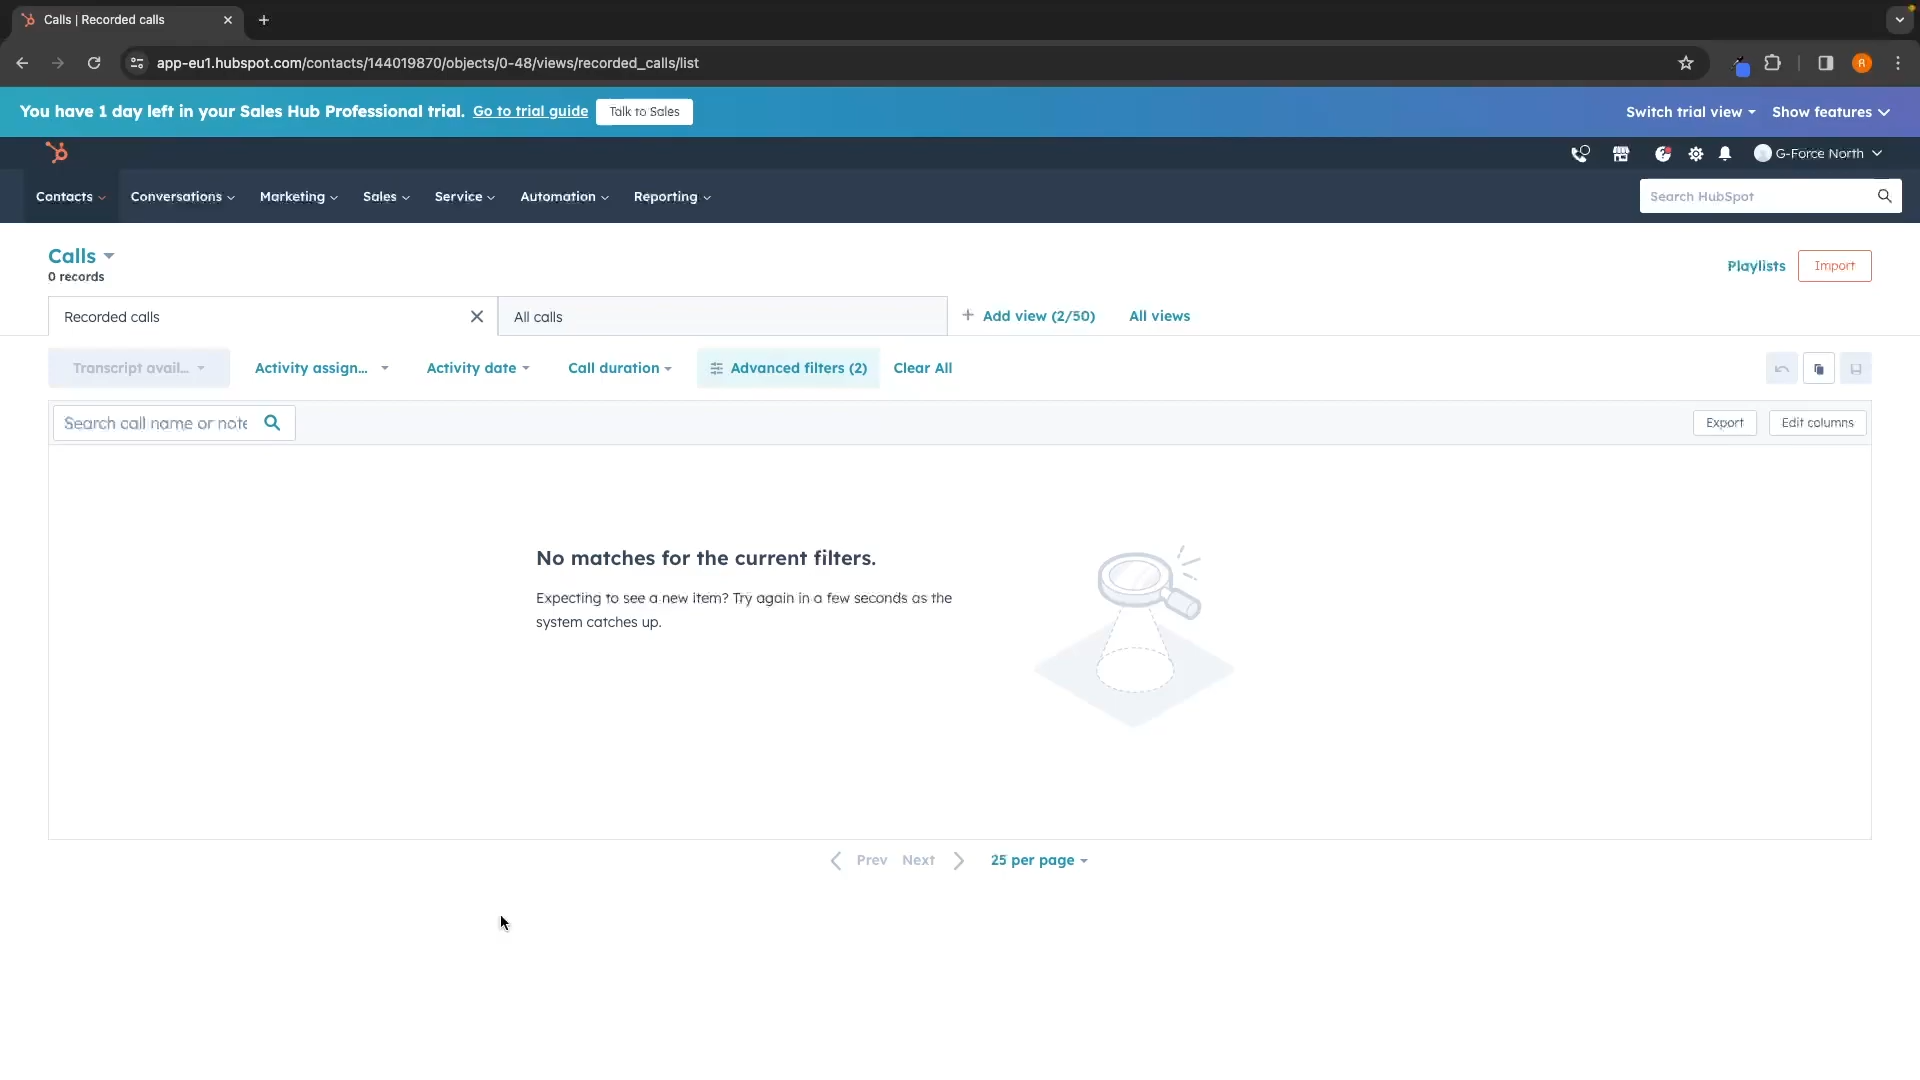 Calls | Recorded calls
app-eu1.hubspot.com/contacts/144019870/objects/0-48/views/recorded_calls/list
R
You have 1 day left in your Sales Hub Professional trial. Go to trial guide Talk to Sales Switch trial view Show features
G-Force North
Contacts Conversations Marketing Sales Service Automation Reporting Search HubSpot
Calls
0 records
Playlists Import
Recorded calls All calls + Add view (2/50) All views
Transcript avail... Activity assign... Activity date Call duration Advanced filters (2) Clear All
Search call name or note Export Edit columns
No matches for the current filters.
Expecting to see a new item? Try again in a few seconds as the
system catches up.
Prev Next 25 per page